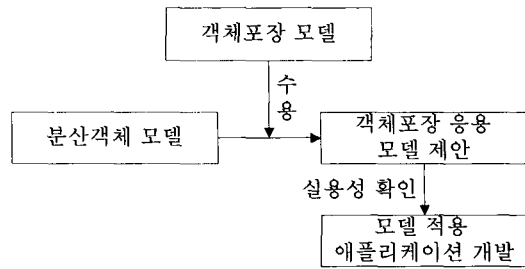 객체포장 모델
수
용
분산객체 모델
객체포장 응용
모델 제안
실용성 확인
모델 적용
애플리케이션 개발